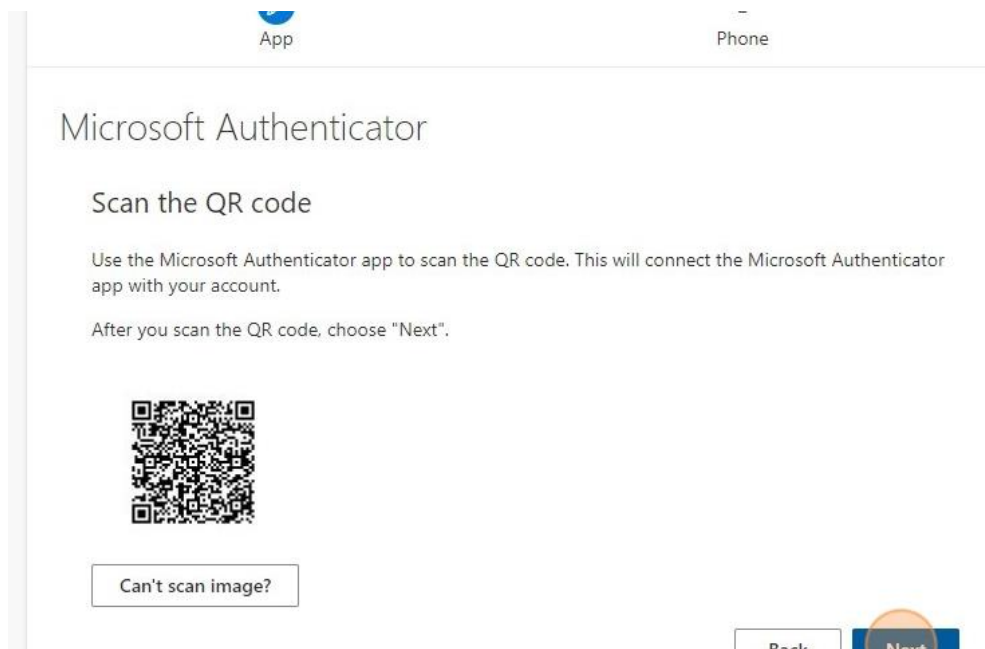 App
Phone
Microsoft Authenticator
Scan the QR code
Use the Microsoft Authenticator app to scan the QR code. This will connect the Microsoft Authenticator
app with your account.
After you scan the QR code, choose "Next".
Can't scan image?
Back
Next